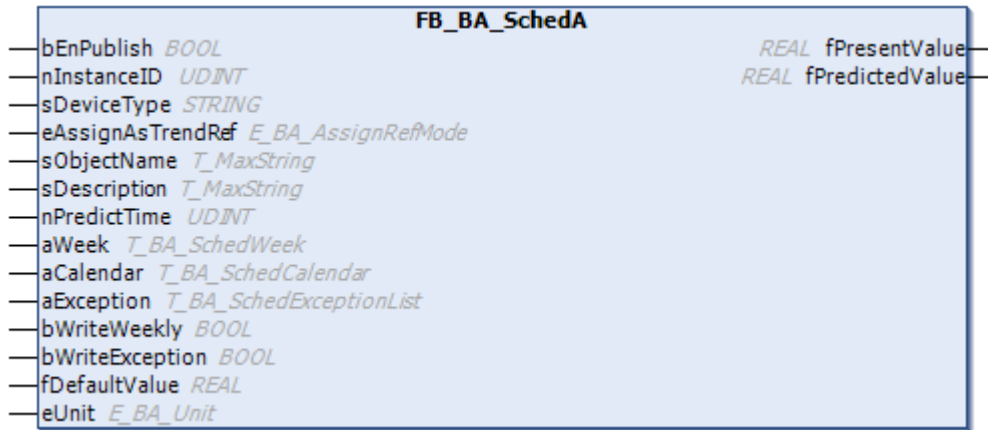 FB_BA_SchedA
bEnPublish BOOL REAL fPresentValue
nInstanceID UDINT REAL fPredictedValue
sDeviceType STRING
eAssignAsTrendRef E_BA_AssignRefMode
sObjectName T_MaxString
sDescription T_MaxString
nPredictTime UDINT
aWeek T_BA_SchedWeek
aCalendar T_BA_SchedCalendar
aException T_BA_SchedExceptionList
bWriteWeekly BOOL
bWriteException BOOL
fDefaultValue REAL
eUnit E_BA_Unit